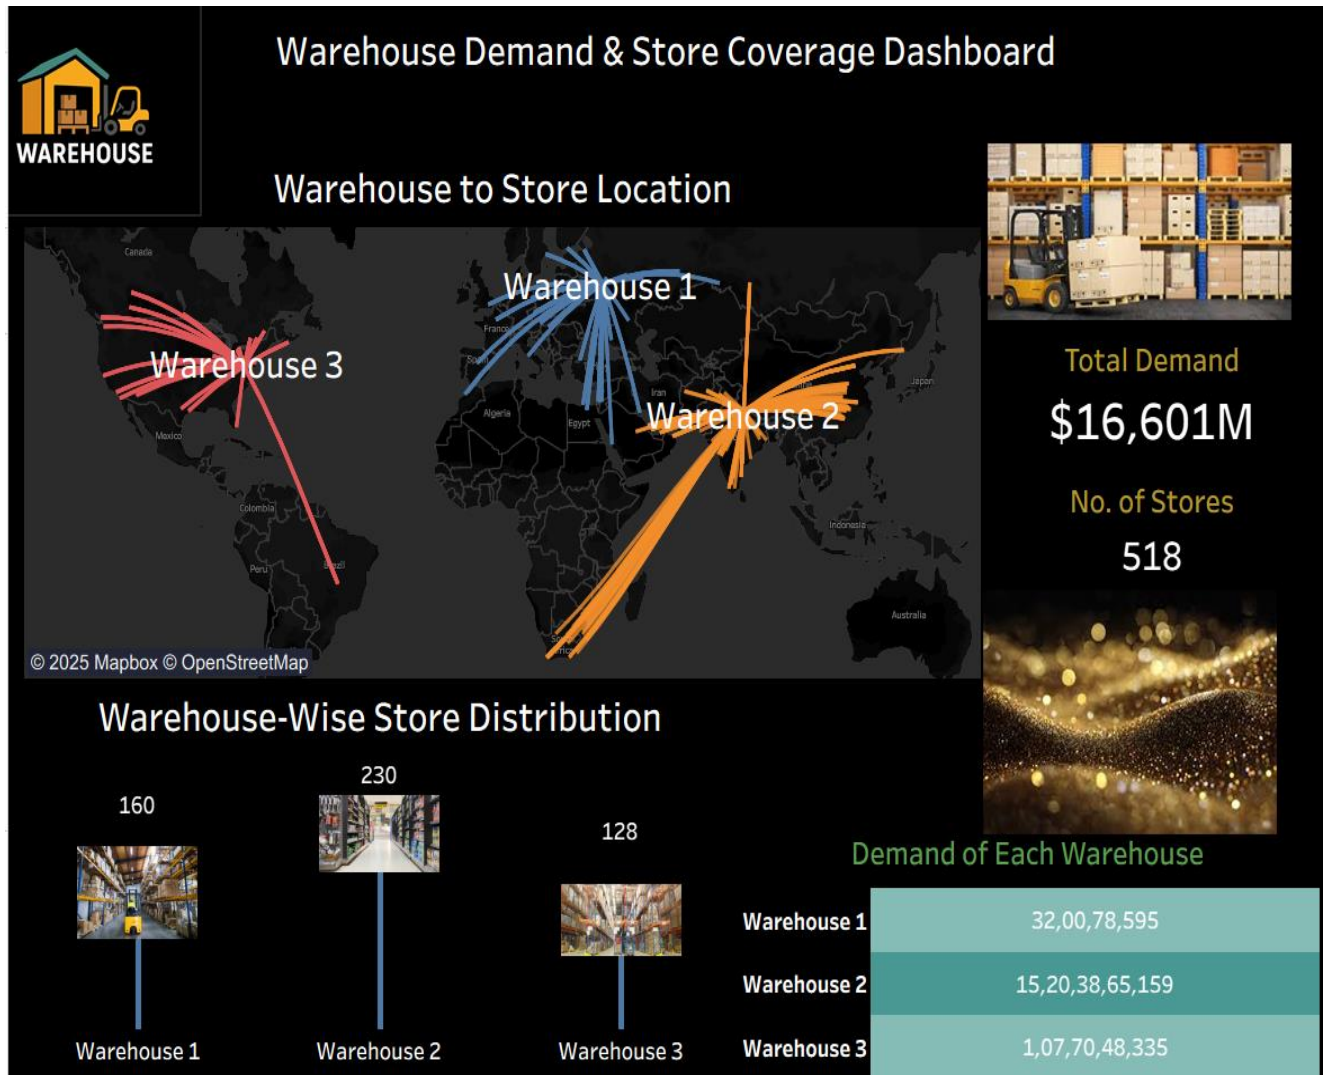 WAREHOUSE
Warehouse Demand & Store Coverage Dashboard
Warehouse to Store Location
Canada
Mexico
Colombia
Peru
Warehouse 3
Warehouse 1
France
Spain
Algeria
Egypt
Iran
Warehouse 2
Japan
Indonesia
Australia
© 2025 Mapbox © OpenStreetMap
Total Demand
$16,601M
No. of Stores
518
Warehouse-Wise Store Distribution
160
230
128
Warehouse 1
Warehouse 2
Warehouse 3
Demand of Each Warehouse
Warehouse 1 32,00,78,595
Warehouse 2 15,20,38,65,159
Warehouse 3 1,07,70,48,335